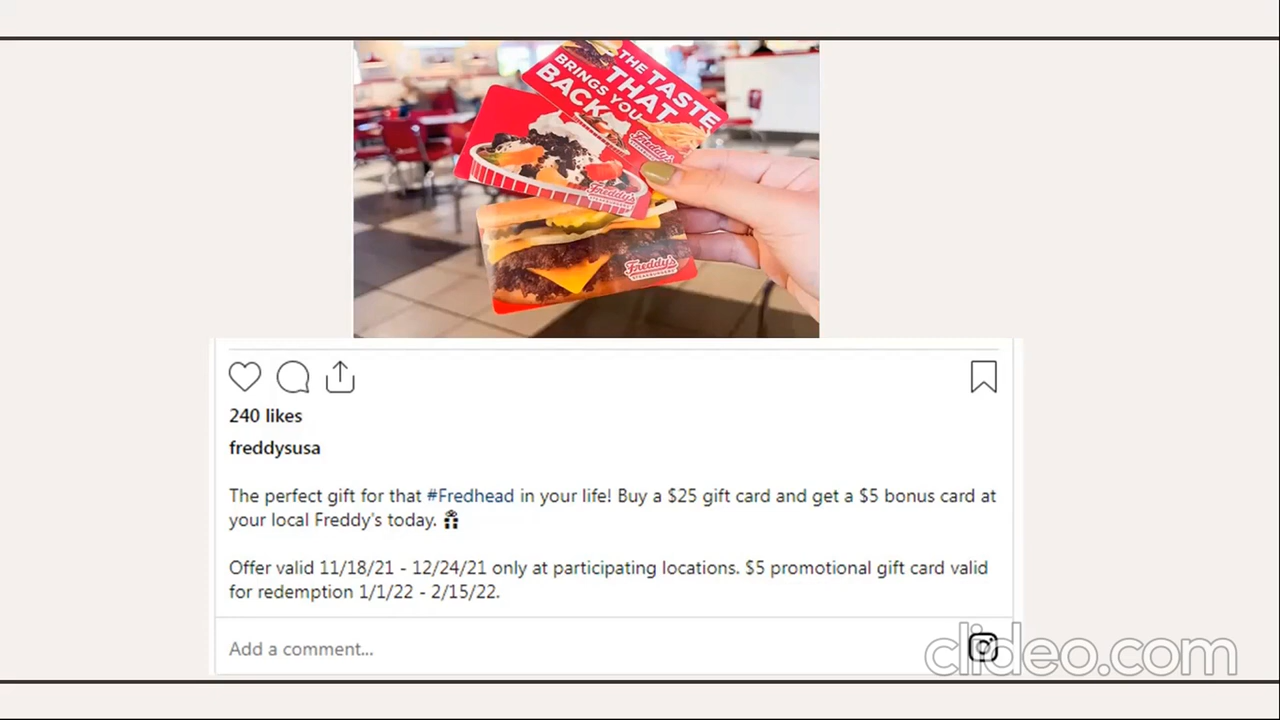 THE TASTE
THAT
BRINGS YOU
BACK
Freddy's
Freddy's
STEAKBURGERS
Freddy's
STEAKBURGERS
240 likes
freddysusa
The perfect gift for that #Fredhead in your life! Buy a $25 gift card and get a $5 bonus card at
your local Freddy's today.
Offer valid 11/18/21 - 12/24/21 only at participating locations. $5 promotional gift card valid
for redemption 1/1/22 - 2/15/22.
Add a comment...
clideo.com